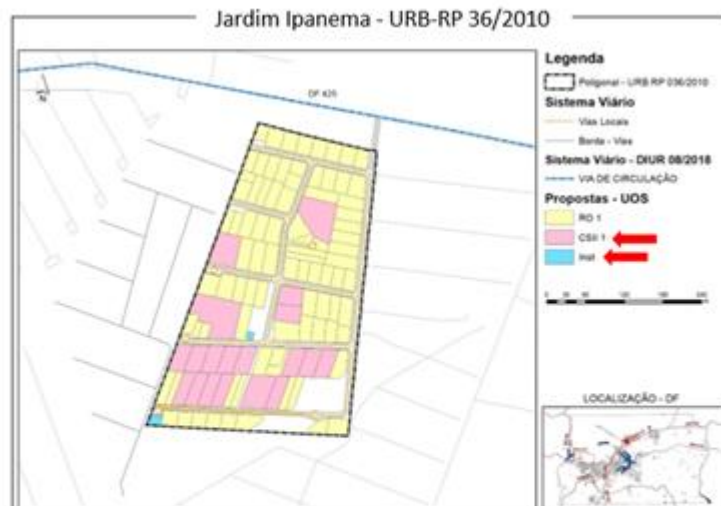 Jardim Ipanema - URB-RP 36/2010
DF 425
Legenda
Poligonal - URB RP 036/2010
Sistema Viário
Vias Locais
Borda - Vias
Sistema Viário - DIUR 08/2018
VIA DE CIRCULAÇÃO
Propostas - UOS
RO 1
CSII 1
Inst
LOCALIZAÇÃO - DF